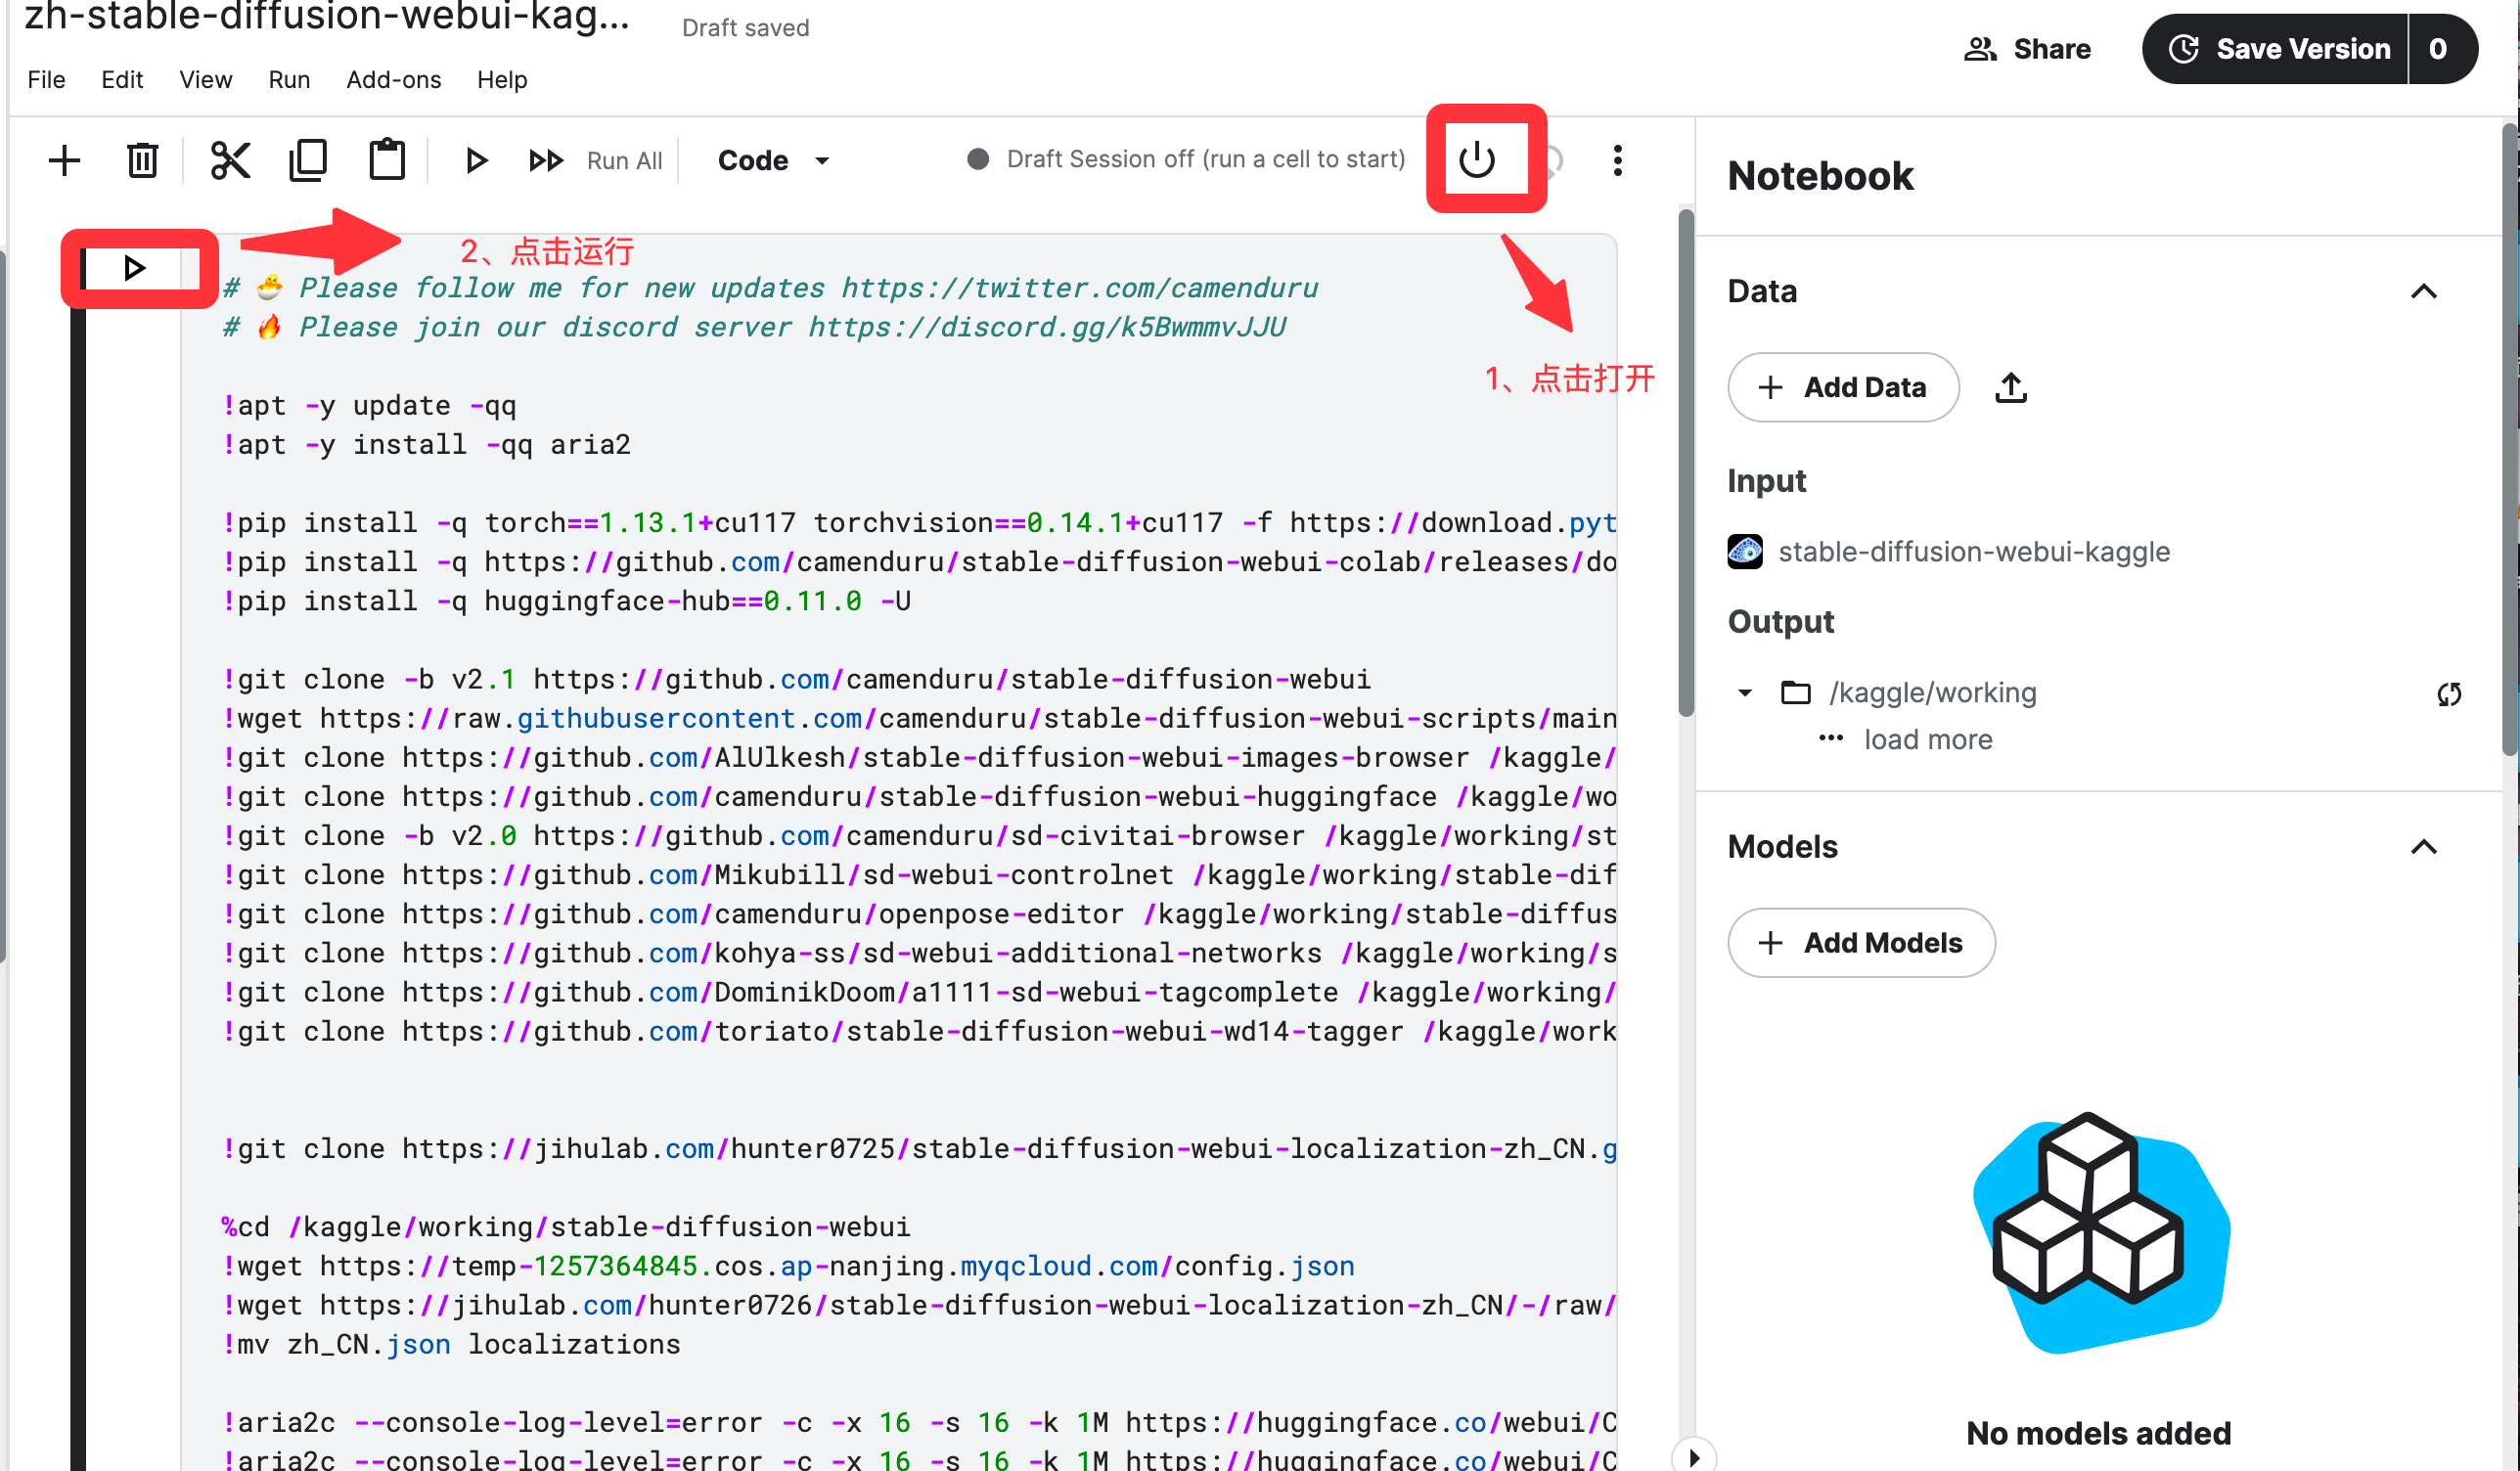 zh-stable-diffusion-webui-kag...
Draft saved
File Edit View Run Add-ons Help
Share
Save Version 0
Run All
Code
Draft Session off (run a cell to start)
2、点击运行
1、点击打开
# 🐣 Please follow me for new updates https://twitter.com/camenduru
# 🔥 Please join our discord server https://discord.gg/k5BwmmvJJU
!apt -y update -qq
!apt -y install -qq aria2
!pip install -q torch==1.13.1+cu117 torchvision==0.14.1+cu117 -f https://download.pyt
!pip install -q https://github.com/camenduru/stable-diffusion-webui-colab/releases/do
!pip install -q huggingface-hub==0.11.0 -U
!git clone -b v2.1 https://github.com/camenduru/stable-diffusion-webui
!wget https://raw.githubusercontent.com/camenduru/stable-diffusion-webui-scripts/main
!git clone https://github.com/AlUlkesh/stable-diffusion-webui-images-browser /kaggle/
!git clone https://github.com/camenduru/stable-diffusion-webui-huggingface /kaggle/wo
!git clone -b v2.0 https://github.com/camenduru/sd-civitai-browser /kaggle/working/st
!git clone https://github.com/Mikubill/sd-webui-controlnet /kaggle/working/stable-dif
!git clone https://github.com/camenduru/openpose-editor /kaggle/working/stable-diffus
!git clone https://github.com/kohya-ss/sd-webui-additional-networks /kaggle/working/s
!git clone https://github.com/DominikDoom/a1111-sd-webui-tagcomplete /kaggle/working/
!git clone https://github.com/toriato/stable-diffusion-webui-wd14-tagger /kaggle/work
!git clone https://jihulab.com/hunter0725/stable-diffusion-webui-localization-zh_CN.g
%cd /kaggle/working/stable-diffusion-webui
!wget https://temp-1257364845.cos.ap-nanjing.myqcloud.com/config.json
!wget https://jihulab.com/hunter0726/stable-diffusion-webui-localization-zh_CN/-/raw/
!mv zh_CN.json localizations
!aria2c --console-log-level=error -c -x 16 -s 16 -k 1M https://huggingface.co/webui/C
!aria2c --console-log-level=error -c -x 16 -s 16 -k 1M https://huggingface.co/webui/C
Notebook
Data
Add Data
Input
stable-diffusion-webui-kaggle
Output
/kaggle/working
load more
Models
Add Models
No models added